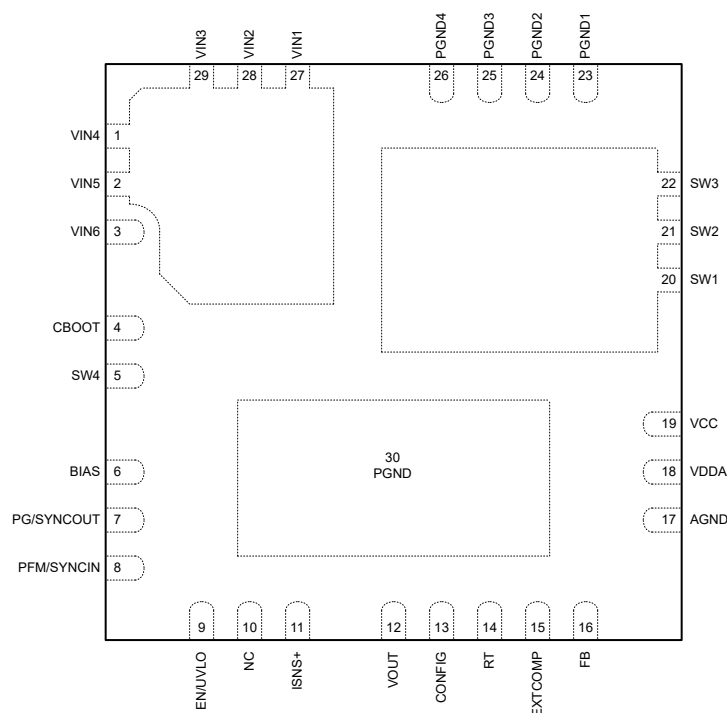 VIN3
VIN2
VIN1
PGND4
PGND3
PGND2
PGND1
29
28
27
26
25
24
23
VIN4 1
VIN5 2
VIN6 3
CBOOT 4
SW4 5
BIAS 6
PG/SYNCOUT 7
PFM/SYNCIN 8
22 SW3
21 SW2
20 SW1
19 VCC
18 VDDA
17 AGND
30
PGND
9
10
11
12
13
14
15
16
EN/UVLO
NC
ISNS+
VOUT
CONFIG
RT
EXTCOMP
FB